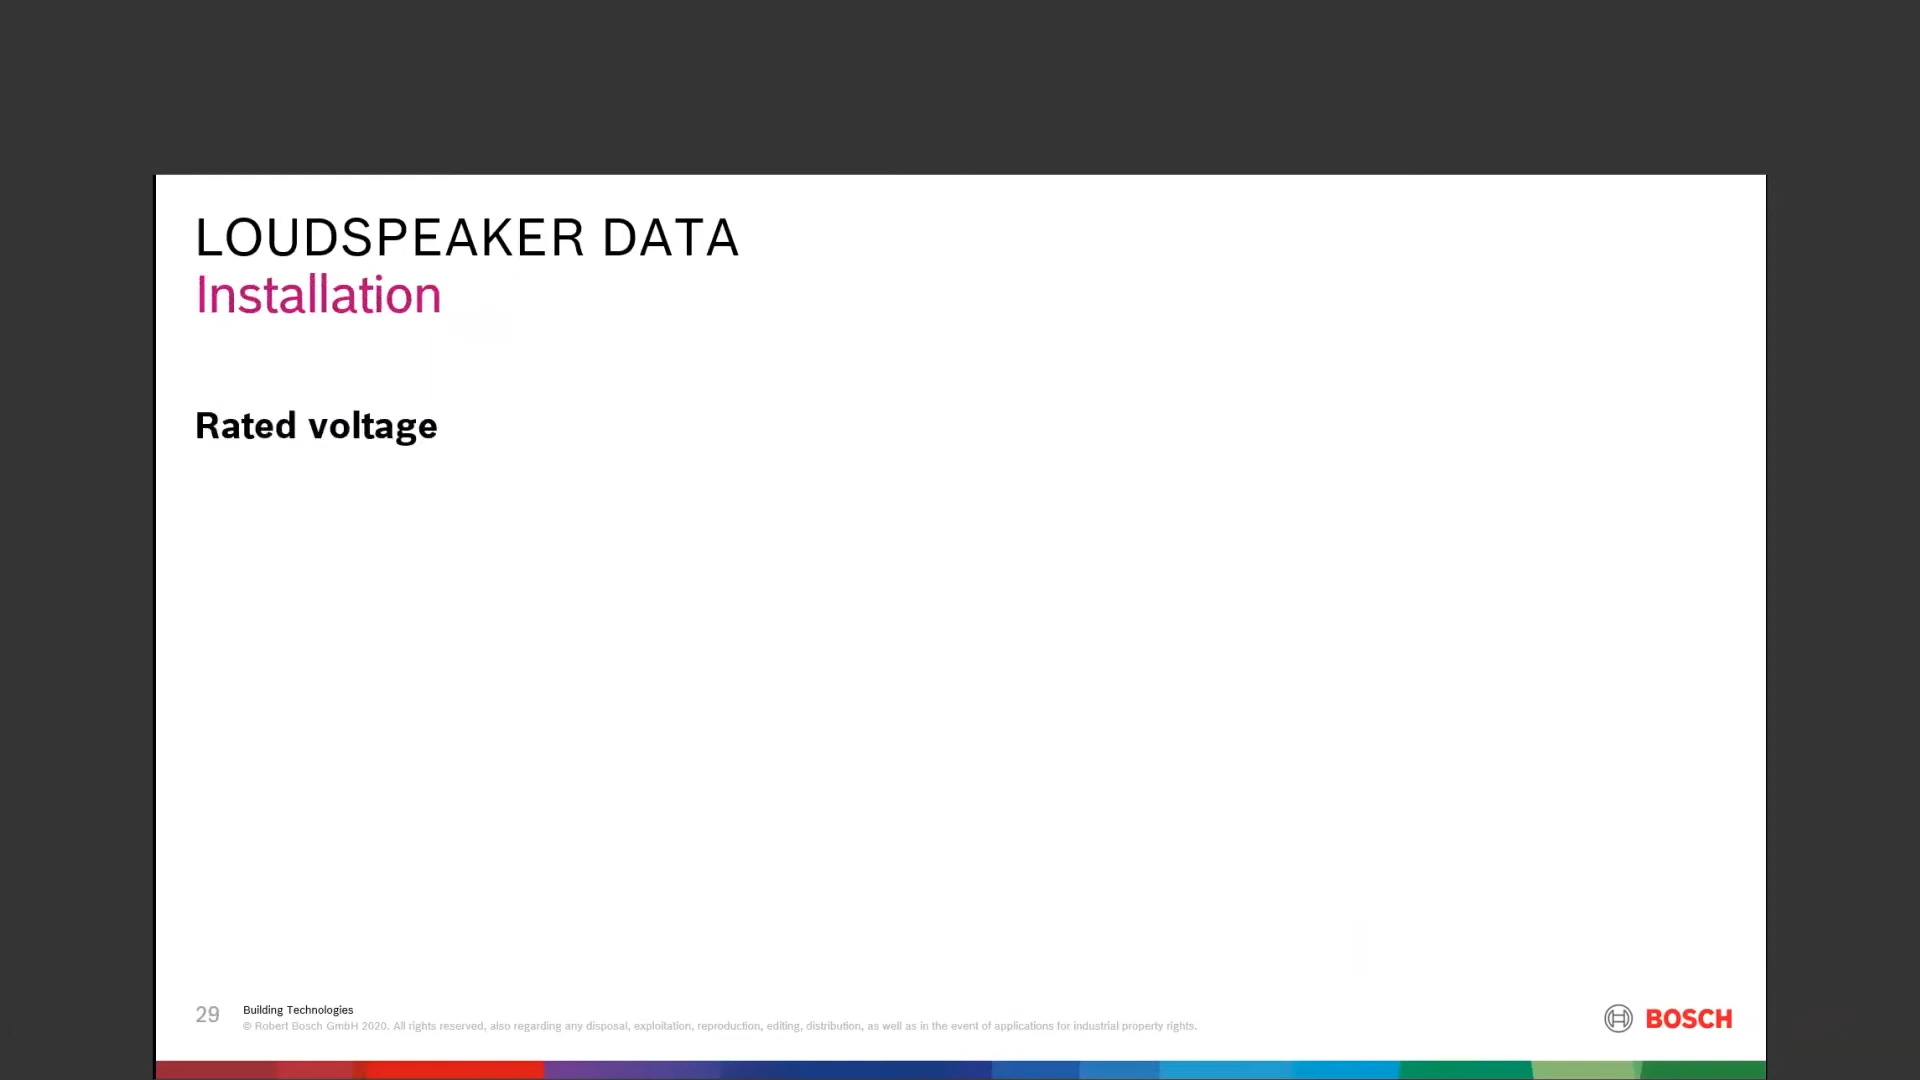 LOUDSPEAKER DATA
Installation
Rated voltage
29
Building Technologies
© Robert Bosch GmbH 2020. All rights reserved, also regarding any disposal, exploitation, reproduction, editing, distribution, as well as in the event of applications for industrial property rights.
BOSCH